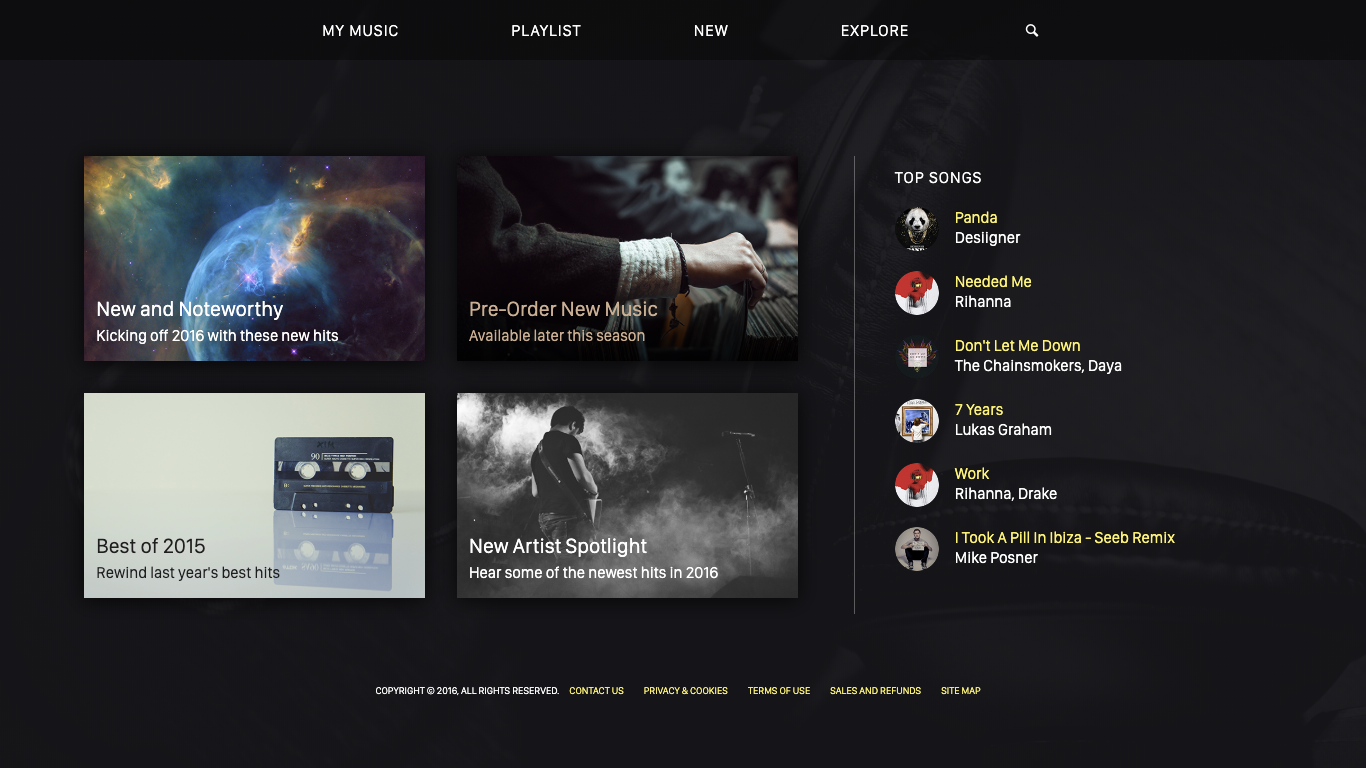 MY MUSIC
PLAYLIST
NEW
EXPLORE
New and Noteworthy
Kicking off 2016 with these new hits
Pre-Order New Music
Available later this season
90
Best of 2015
Rewind last year's best hits
New Artist Spotlight
Hear some of the newest hits in 2016
TOP SONGS
Panda
Desiigner
Needed Me
Rihanna
Don't Let Me Down
The Chainsmokers, Daya
7 Years
Lukas Graham
Work
Rihanna, Drake
I Took A Pill In Ibiza - Seeb Remix
Mike Posner
COPYRIGHT © 2016, ALL RIGHTS RESERVED. CONTACT US PRIVACY & COOKIES TERMS OF USE SALES AND REFUNDS SITE MAP